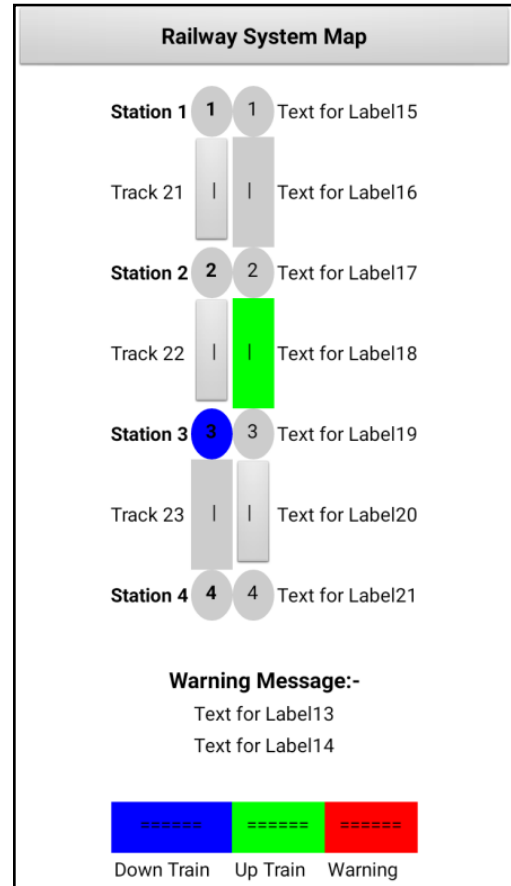 Railway System Map
Station 1 1 1 Text for Label15
Track 21 | | Text for Label16
Station 2 2 2 Text for Label17
Track 22 | | Text for Label18
Station 3 3 3 Text for Label19
Track 23 | | Text for Label20
Station 4 4 4 Text for Label21
Warning Message:-
Text for Label13
Text for Label14
====== ====== ======
Down Train Up Train Warning